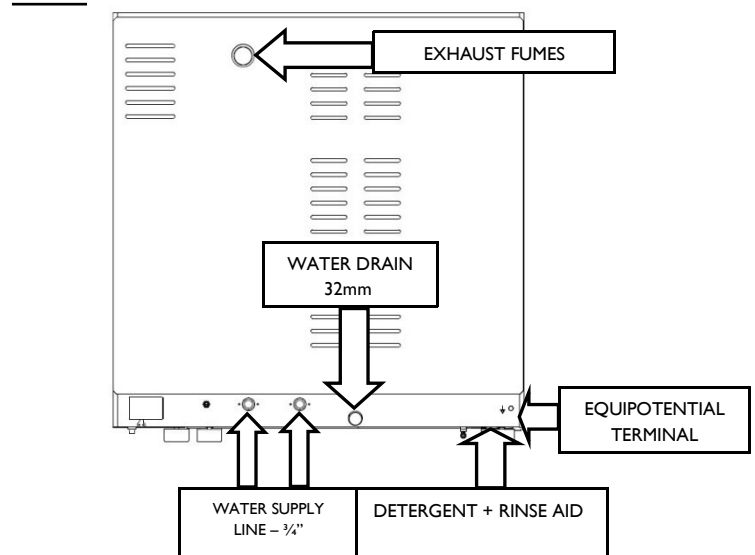 EXHAUST FUMES
WATER DRAIN
32mm
EQUIPOTENTIAL
TERMINAL
WATER SUPPLY
LINE – ¾”
DETERGENT + RINSE AID